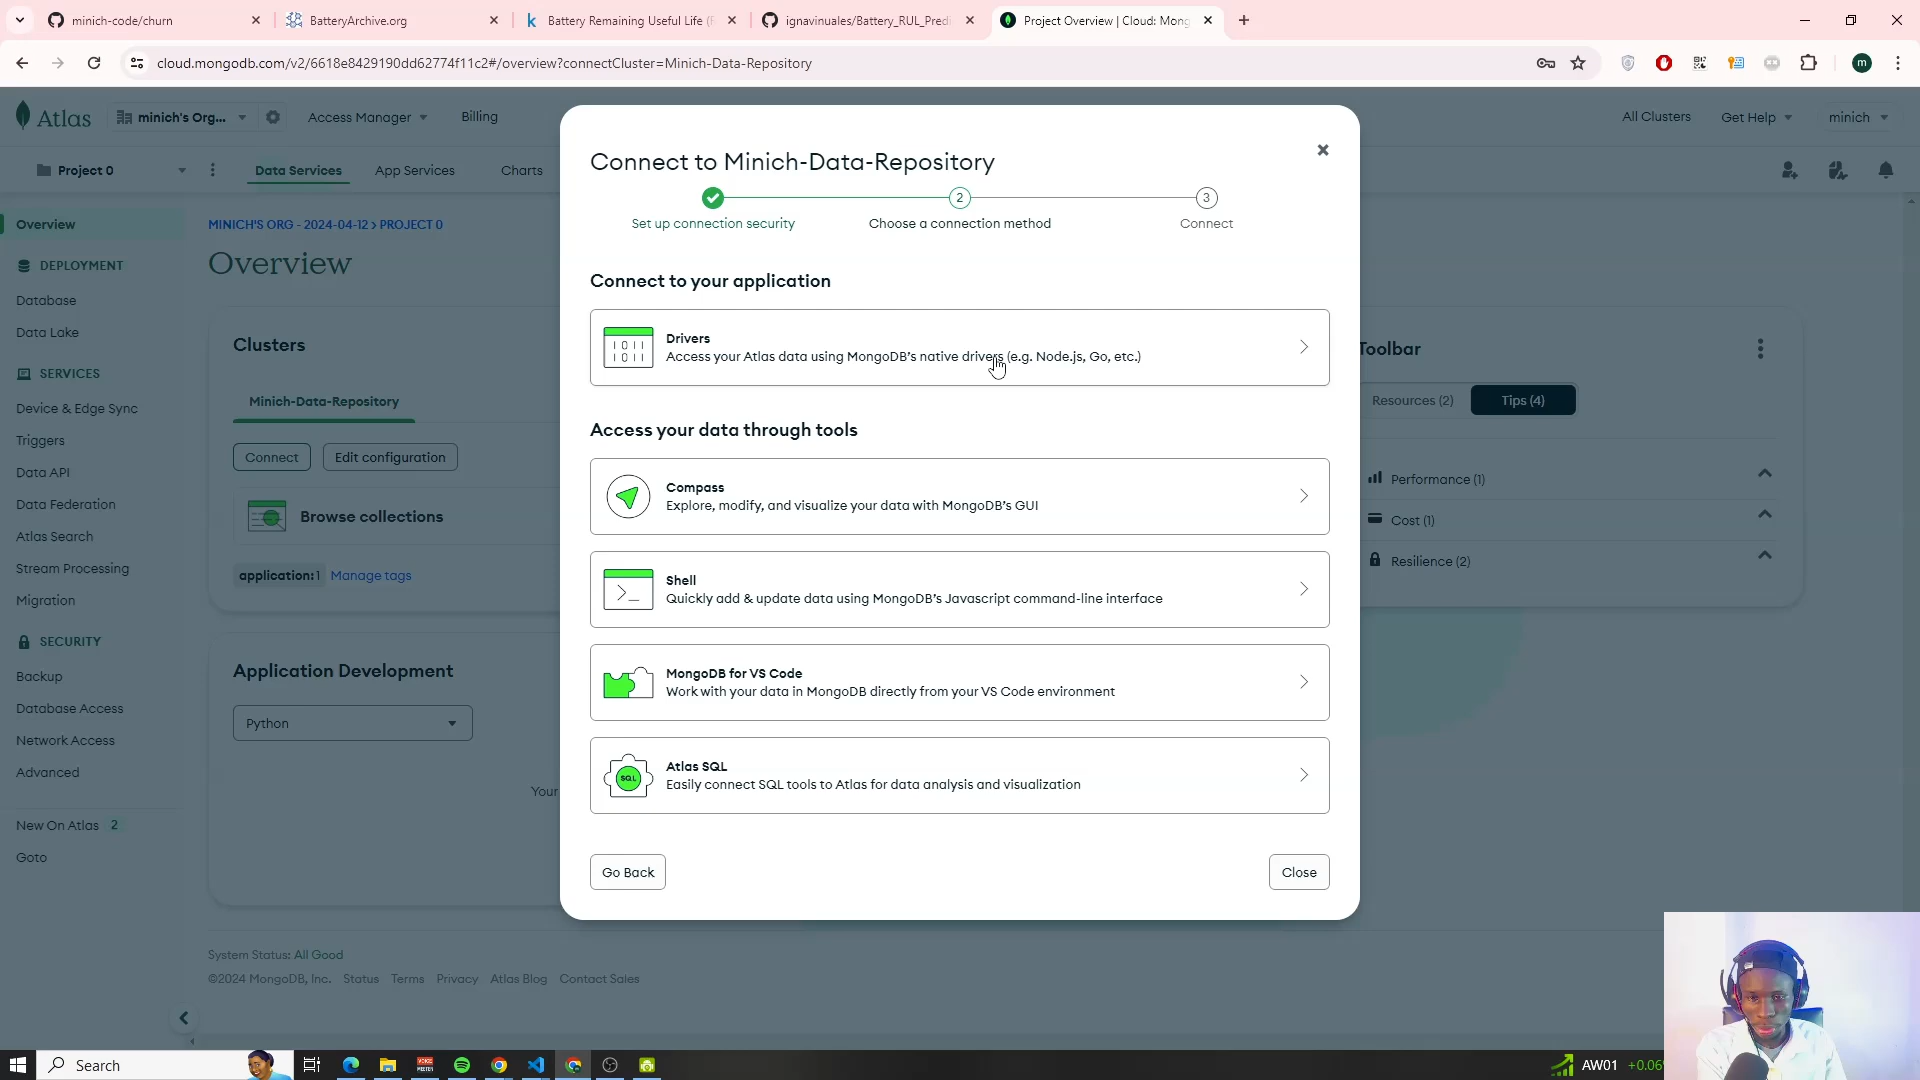 minich-code/churn
BatteryArchive.org
Battery Remaining Useful Life (R
ignavinuales/Battery_RUL_Predi
Project Overview | Cloud: Mong
cloud.mongodb.com/v2/6618e8429190dd62774f11c2#/overview?connectCluster=Minich-Data-Repository
m
Atlas
minich's Org...
Access Manager
Billing
All Clusters
Get Help
minich
Project 0
Data Services
App Services
Charts
Overview
DEPLOYMENT
Database
Data Lake
SERVICES
Device & Edge Sync
Triggers
Data API
Data Federation
Atlas Search
Stream Processing
Migration
SECURITY
Backup
Database Access
Network Access
Advanced
New On Atlas 2
Goto
MINICH'S ORG - 2024-04-12 > PROJECT 0
Overview
Clusters
Minich-Data-Repository
Connect
Edit configuration
Browse collections
application: 1 Manage tags
Application Development
Python
Your
System Status: All Good
©2024 MongoDB, Inc. Status Terms Privacy Atlas Blog Contact Sales
Connect to Minich-Data-Repository
2
3
Set up connection security
Choose a connection method
Connect
Connect to your application
Drivers
Access your Atlas data using MongoDB's native drivers (e.g. Node.js, Go, etc.)
Access your data through tools
Compass
Explore, modify, and visualize your data with MongoDB's GUI
Shell
Quickly add & update data using MongoDB's Javascript command-line interface
MongoDB for VS Code
Work with your data in MongoDB directly from your VS Code environment
SQL
Atlas SQL
Easily connect SQL tools to Atlas for data analysis and visualization
Go Back
Close
Toolbar
Resources (2)
Tips (4)
Performance (1)
Cost (1)
Resilience (2)
Search
AW01 +0.06